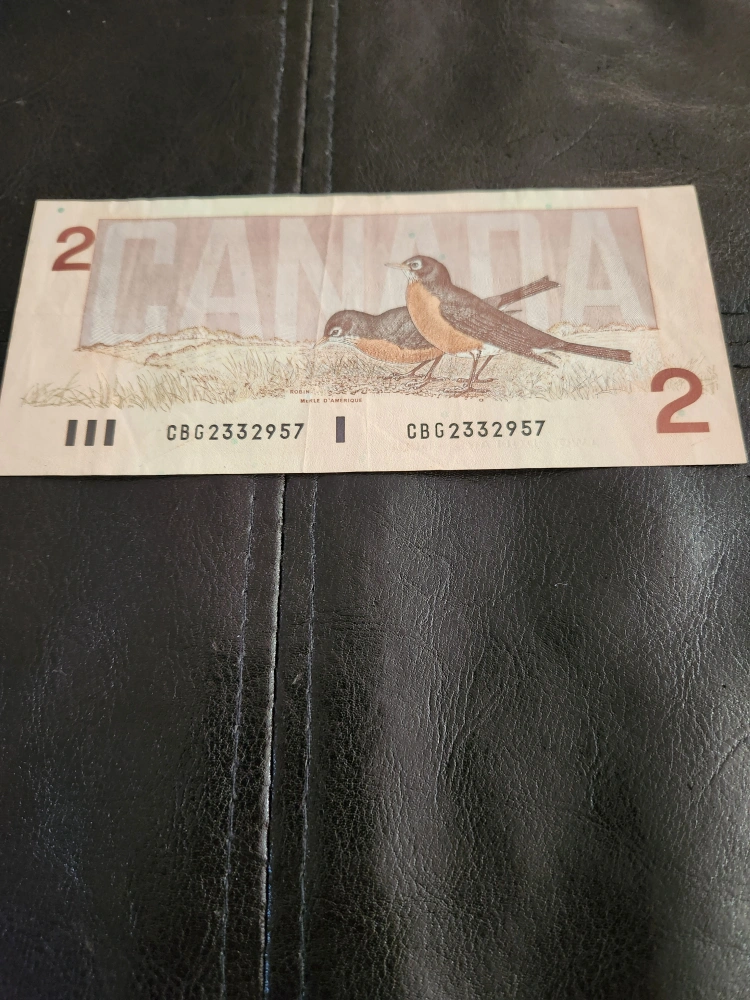 2
CANADA
ROBIN
MERLE D'AMÉRIQUE
2
CBG2332957 CBG2332957